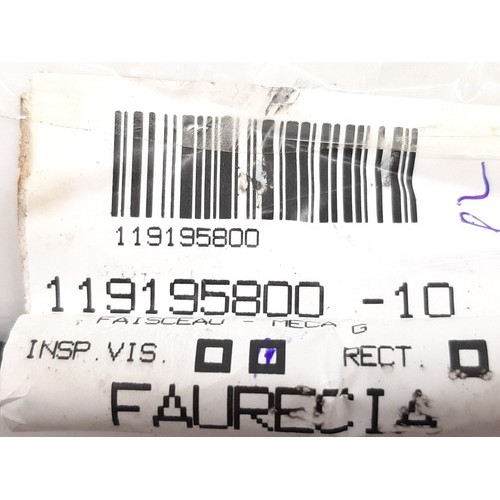 119195800
119195800 -10
FAISCEAU - MECA G
INSP.VIS. RECT
FAURECIA